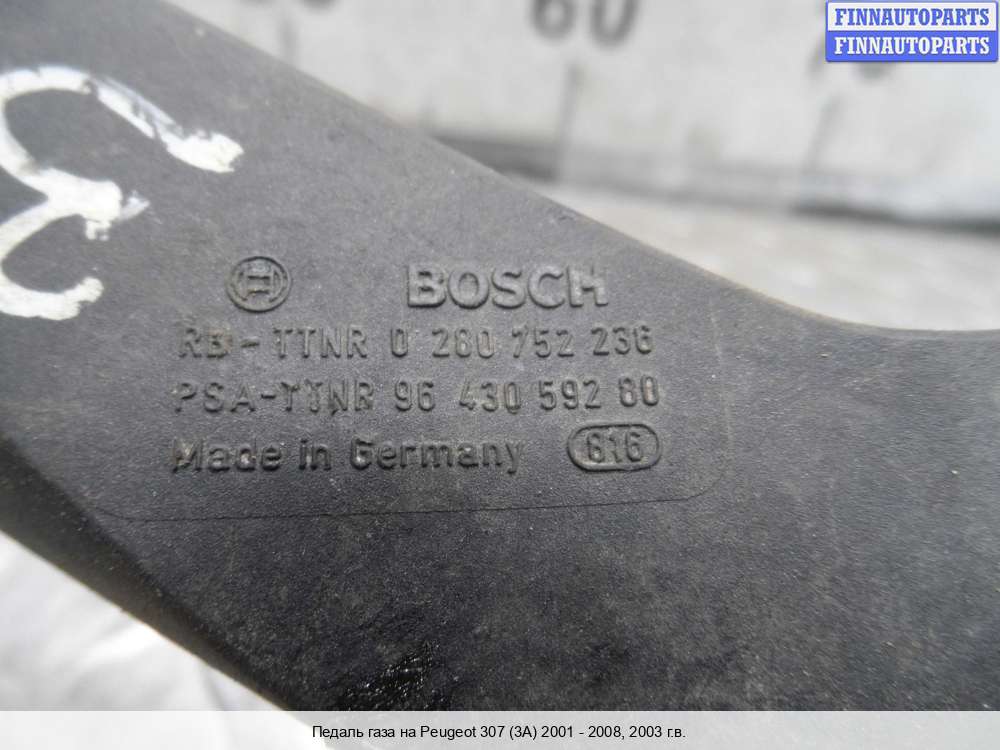 60
FINNAUTOPARTS
FINNAUTOPARTS
BOSCH
RB-TTNR 0 280 752 236
PSA-TTNR 96 430 592 80
Made in Germany 616
Педаль газа на Peugeot 307 (3A) 2001 - 2008, 2003 г.в.